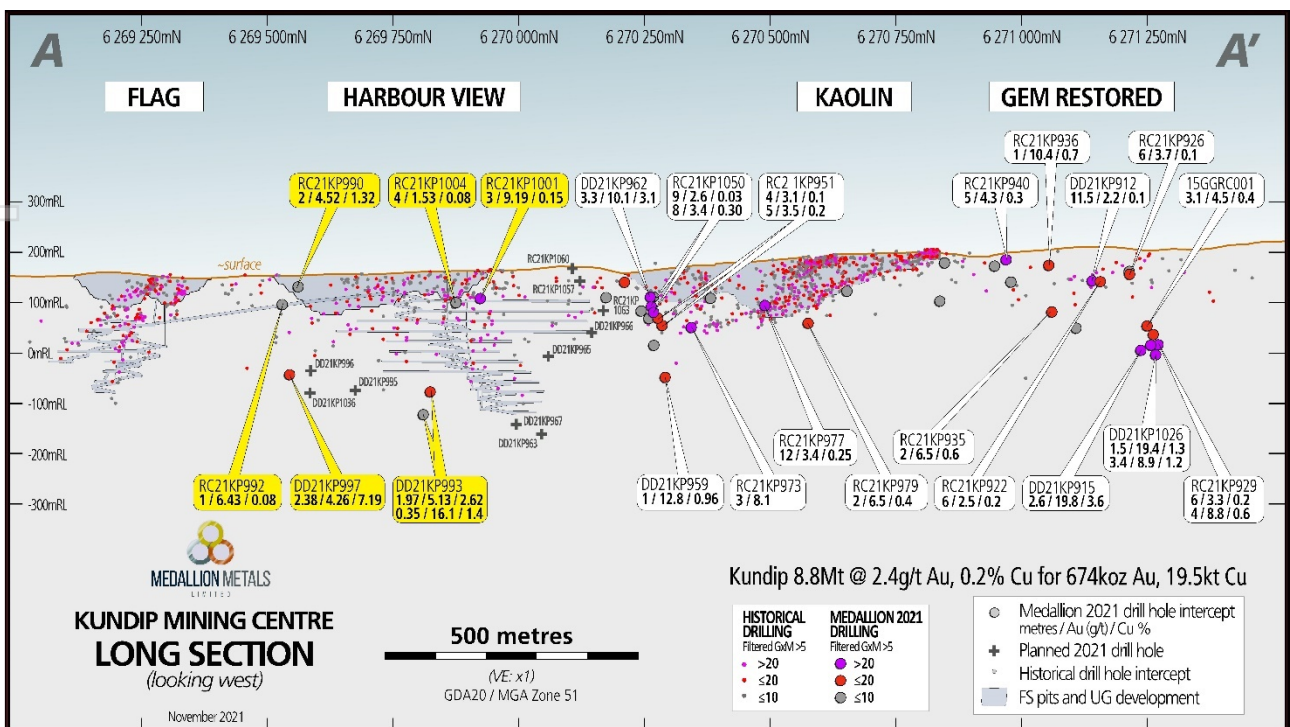 6 269 250mN
6 269 500mN
6 269 750mN
6 270 000mN
6 270 250mN
6 270 500mN
6 270 750mN
6 271 000mN
6 271 250mN
A
A'
FLAG
HARBOUR VIEW
KAOLIN
GEM RESTORED
RC21KP936
1 / 10.4 / 0.7
RC21KP926
6 / 3.7 / 0.1
RC21KP990
2 / 4.52 / 1.32
RC21KP1004
4 / 1.53 / 0.08
RC21KP1001
3 / 9.19 / 0.15
DD21KP962
3.3 / 10.1 / 3.1
RC21KP1050
9 / 2.6 / 0.03
8 / 3.4 / 0.30
RC2 1KP951
4 / 3.1 / 0.1
5 / 3.5 / 0.2
RC21KP940
5 / 4.3 / 0.3
DD21KP912
11.5 / 2.2 / 0.1
15GGRC001
3.1 / 4.5 / 0.4
300mRL
200mRL
100mRL
0mRL
-100mRL
-200mRL
-300mRL
~surface
RC21KP1060
RC21KP1057
RC21KP
1063
DD21KP966
DD21KP965
DD21KP996
DD21KP995
DD21KP1036
DD21KP967
DD21KP963
RC21KP992
1 / 6.43 / 0.08
DD21KP997
2.38 / 4.26 / 7.19
DD21KP993
1.97 / 5.13 / 2.62
0.35 / 16.1 / 1.4
DD21KP959
1 / 12.8 / 0.96
RC21KP973
3 / 8.1
RC21KP977
12 / 3.4 / 0.25
RC21KP979
2 / 6.5 / 0.4
RC21KP935
2 / 6.5 / 0.6
RC21KP922
6 / 2.5 / 0.2
DD21KP915
2.6 / 19.8 / 3.6
DD21KP1026
1.5 / 19.4 / 1.3
3.4 / 8.9 / 1.2
RC21KP929
6 / 3.3 / 0.2
4 / 8.8 / 0.6
MEDALLION METALS
LIMITED
KUNDIP MINING CENTRE
LONG SECTION
(looking west)
November 2021
500 metres
(VE: x1)
GDA20 / MGA Zone 51
Kundip 8.8Mt @ 2.4g/t Au, 0.2% Cu for 674koz Au, 19.5kt Cu
HISTORICAL
DRILLING
Filtered GxM >5
>20
≤20
≤10
MEDALLION 2021
DRILLING
Filtered GxM >5
>20
≤20
≤10
Medallion 2021 drill hole intercept
metres / Au (g/t) / Cu %
Planned 2021 drill hole
Historical drill hole intercept
FS pits and UG development